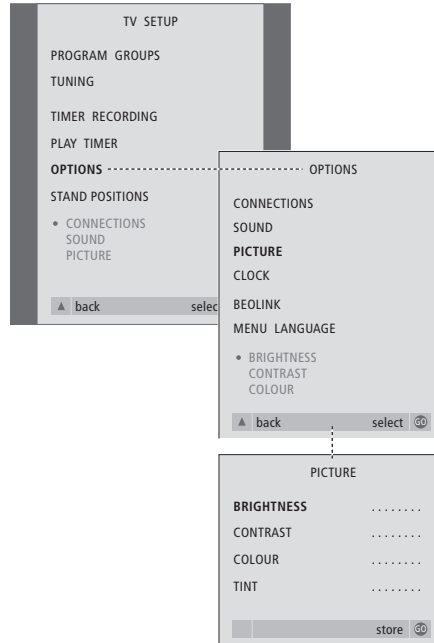 TV SETUP
PROGRAM GROUPS
TUNING
TIMER RECORDING
PLAY TIMER
OPTIONS
STAND POSITIONS
• CONNECTIONS
SOUND
PICTURE
▲ back selec
OPTIONS
CONNECTIONS
SOUND
PICTURE
CLOCK
BEOLINK
MENU LANGUAGE
• BRIGHTNESS
CONTRAST
COLOUR
▲ back select GO
PICTURE
BRIGHTNESS ........
CONTRAST ........
COLOUR ........
TINT ........
store GO